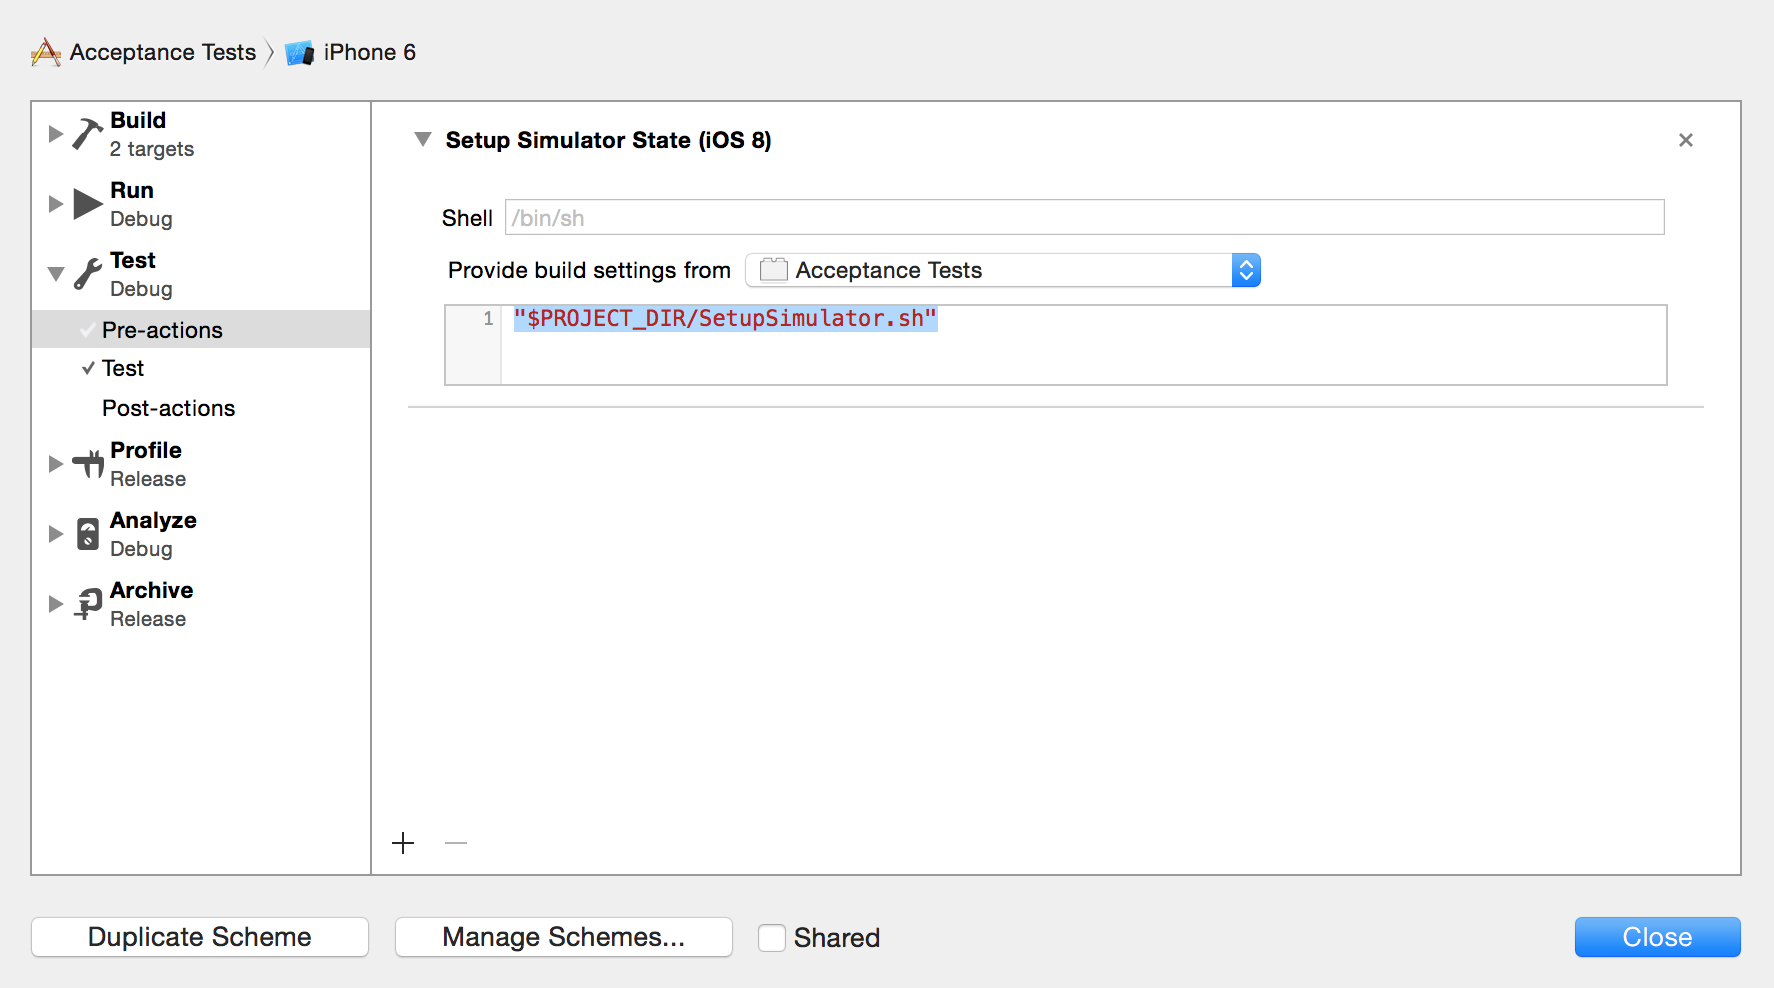 Acceptance Tests 〉 iPhone 6
Build
2 targets
Run
Debug
Test
Debug
Pre-actions
Test
Post-actions
Profile
Release
Analyze
Debug
Archive
Release
Setup Simulator State (iOS 8)
Shell /bin/sh
Provide build settings from Acceptance Tests
1 "$PROJECT_DIR/SetupSimulator.sh"
Duplicate Scheme Manage Schemes... Shared Close